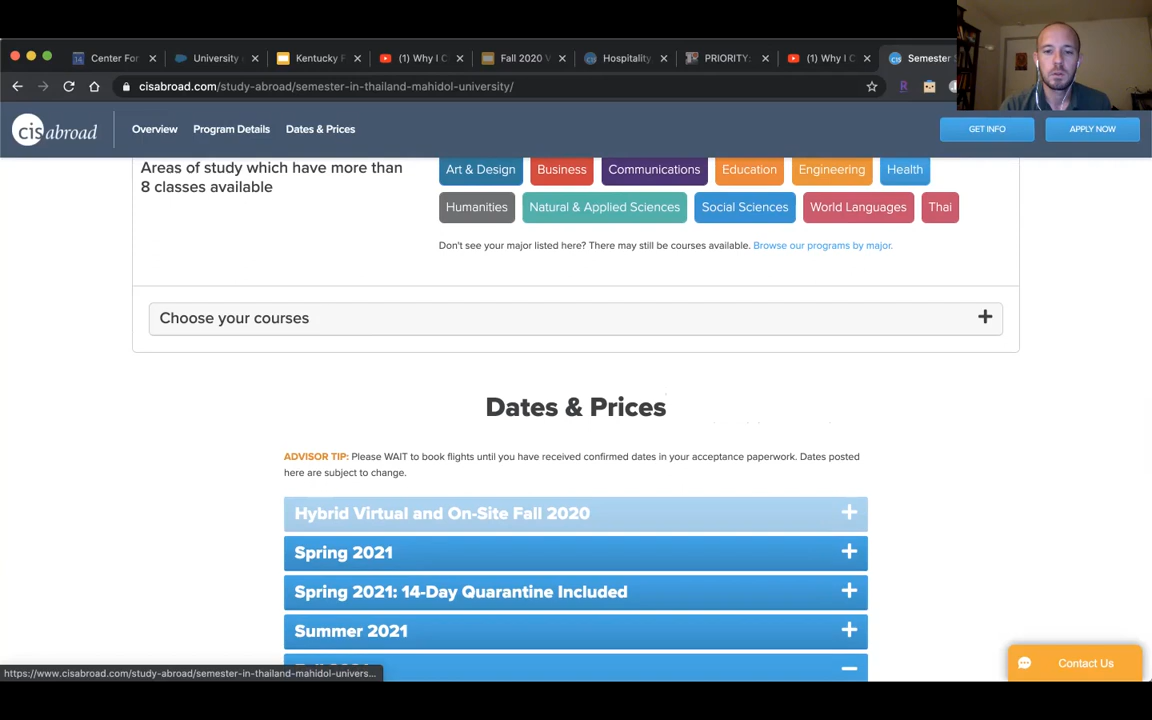 Center For
University
Kentucky F
(1) Why I C
Fall 2020 V
Hospitality
PRIORITY:
(1) Why I C
Semester
cisabroad.com/study-abroad/semester-in-thailand-mahidol-university/
cisabroad
Overview
Program Details
Dates & Prices
GET INFO
APPLY NOW
Areas of study which have more than
8 classes available
Art & Design
Business
Communications
Education
Engineering
Health
Humanities
Natural & Applied Sciences
Social Sciences
World Languages
Thai
Don't see your major listed here? There may still be courses available. Browse our programs by major.
Choose your courses
Dates & Prices
ADVISOR TIP: Please WAIT to book flights until you have received confirmed dates in your acceptance paperwork. Dates posted
here are subject to change.
Hybrid Virtual and On-Site Fall 2020
Spring 2021
Spring 2021: 14-Day Quarantine Included
Summer 2021
https://www.cisabroad.com/study-abroad/semester-in-thailand-mahidol-univers...
Contact Us